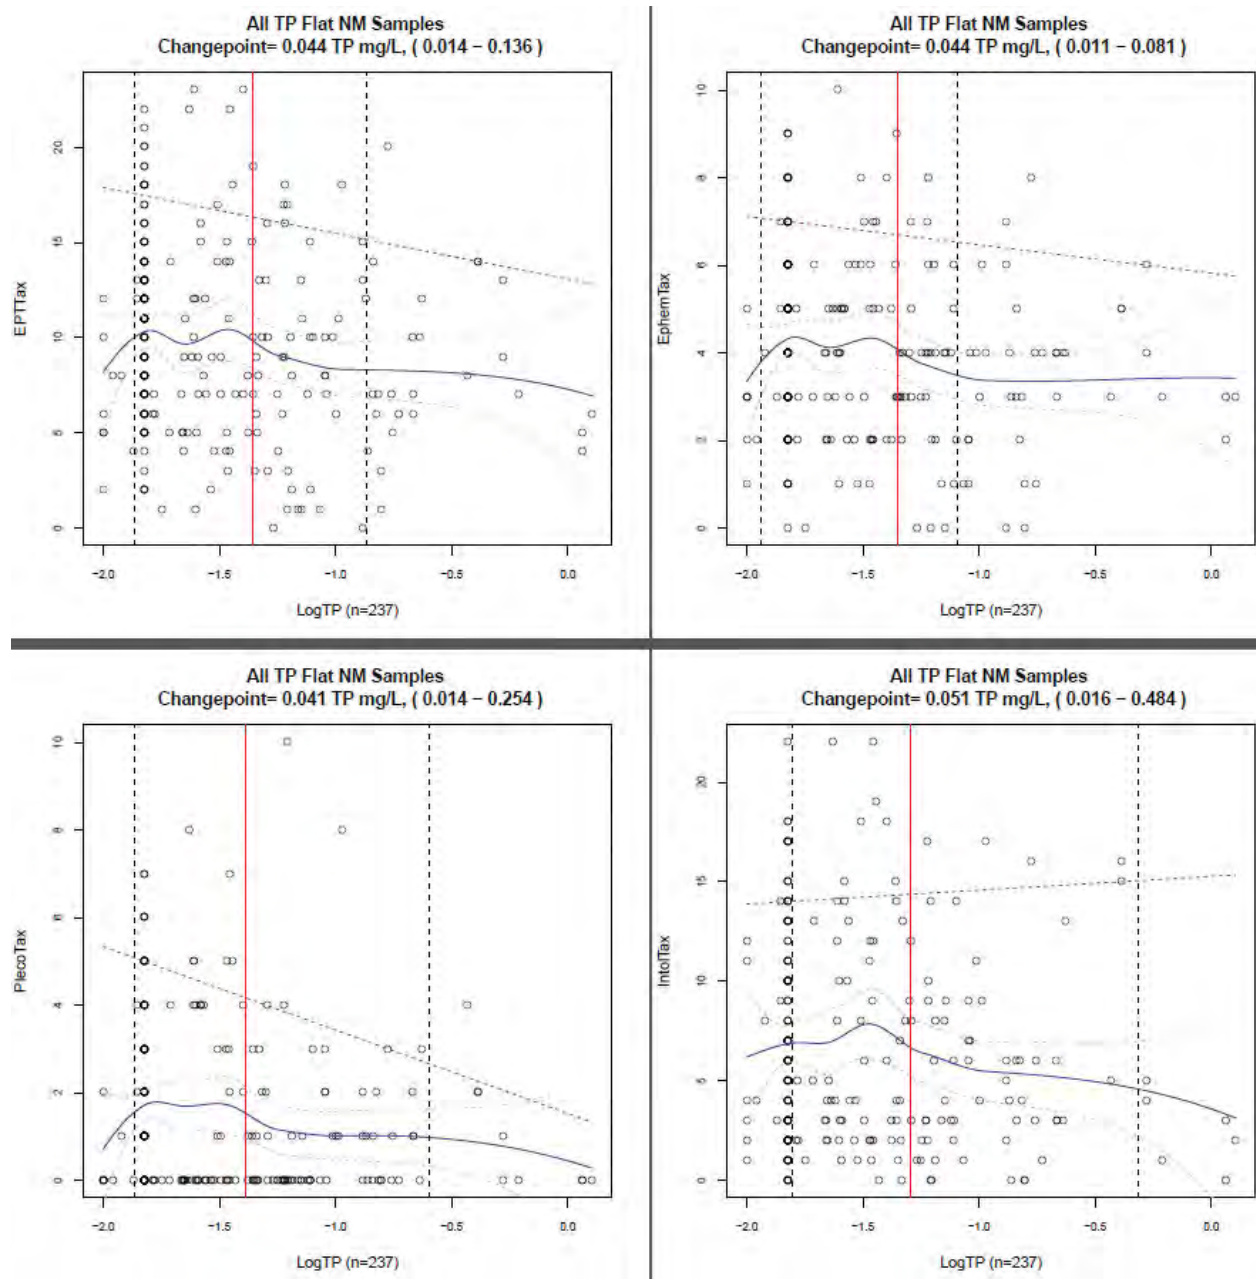 All TP Flat NM Samples
Changepoint= 0.044 TP mg/L, ( 0.014 − 0.136 )
EPTTax
0
5
10
15
20
−2.0 −1.5 −1.0 −0.5 0.0
LogTP (n=237)
All TP Flat NM Samples
Changepoint= 0.044 TP mg/L, ( 0.011 − 0.081 )
EphemTax
0
2
4
6
8
10
−2.0 −1.5 −1.0 −0.5 0.0
LogTP (n=237)
All TP Flat NM Samples
Changepoint= 0.041 TP mg/L, ( 0.014 − 0.254 )
PlecoTax
0
2
4
6
8
10
−2.0 −1.5 −1.0 −0.5 0.0
LogTP (n=237)
All TP Flat NM Samples
Changepoint= 0.051 TP mg/L, ( 0.016 − 0.484 )
IntolTax
0
5
10
15
20
−2.0 −1.5 −1.0 −0.5 0.0
LogTP (n=237)